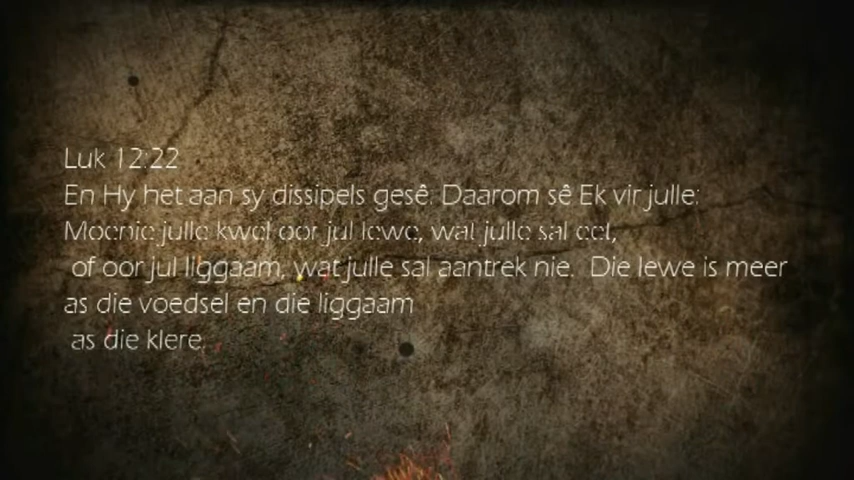 Luk 12:22
En Hy het aan sy dissipels gesê: Daarom sê Ek vir julle:
Moenie julle kwel oor jul lewe, wat julle sal eet,
of oor jul liggaam, wat julle sal aantrek nie. Die lewe is meer
as die voedsel en die liggaam
as die klere.